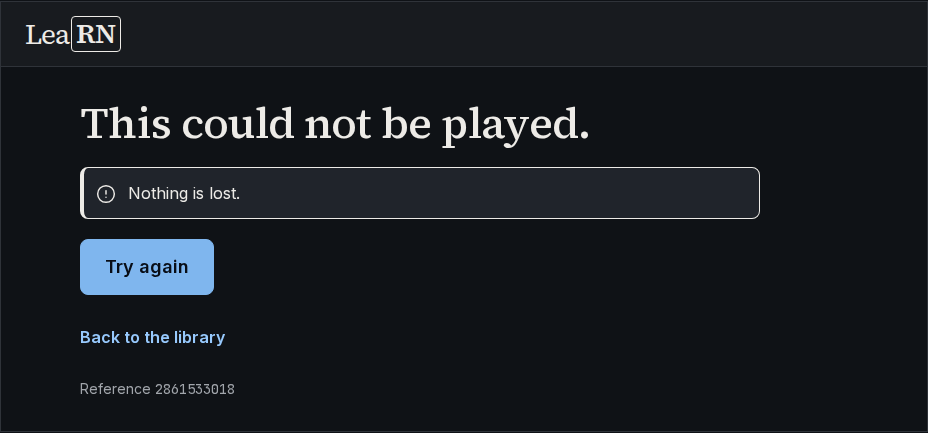 LeaRN
This could not be played.
Nothing is lost.
Try again
Back to the library
Reference 2861533018